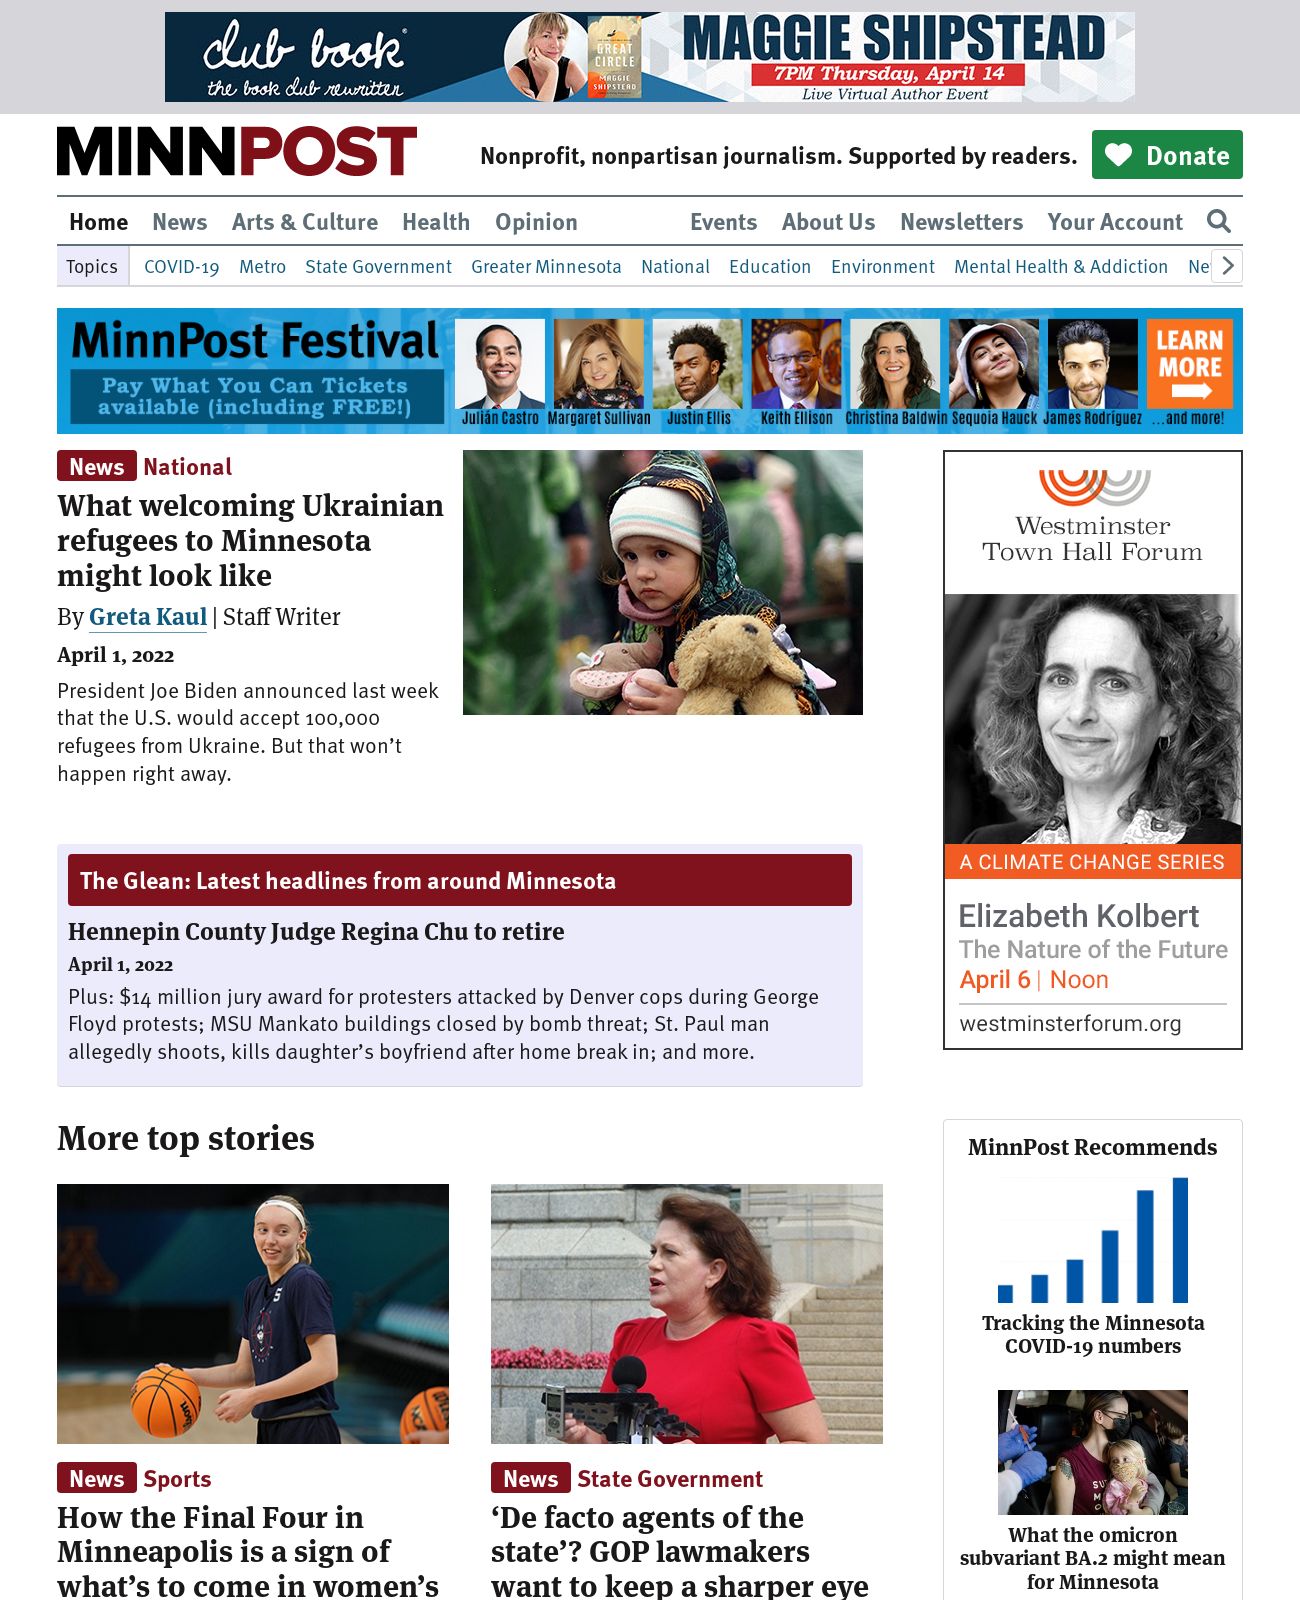 club book
the book club rewritten
GREAT
CIRCLE
MAGGIE
SHIPSTEAD
MAGGIE SHIPSTEAD
7PM Thursday, April 14
Live Virtual Author Event
MINNPOST
Nonprofit, nonpartisan journalism. Supported by readers.
Donate
Home News Arts & Culture Health Opinion Events About Us Newsletters Your Account
Topics COVID-19 Metro State Government Greater Minnesota National Education Environment Mental Health & Addiction Ne
MinnPost Festival
Pay What You Can Tickets
available (including FREE!)
Julián Castro Margaret Sullivan Justin Ellis Keith Ellison Christina Baldwin Sequoia Hauck James Rodríguez ...and more!
LEARN
MORE
News National
What welcoming Ukrainian
refugees to Minnesota
might look like
By Greta Kaul | Staff Writer
April 1, 2022
President Joe Biden announced last week
that the U.S. would accept 100,000
refugees from Ukraine. But that won’t
happen right away.
Westminster
Town Hall Forum
A CLIMATE CHANGE SERIES
Elizabeth Kolbert
The Nature of the Future
April 6 | Noon
westminsterforum.org
The Glean: Latest headlines from around Minnesota
Hennepin County Judge Regina Chu to retire
April 1, 2022
Plus: $14 million jury award for protesters attacked by Denver cops during George
Floyd protests; MSU Mankato buildings closed by bomb threat; St. Paul man
allegedly shoots, kills daughter’s boyfriend after home break in; and more.
More top stories
5
News Sports
How the Final Four in
Minneapolis is a sign of
what’s to come in women’s
News State Government
‘De facto agents of the
state’? GOP lawmakers
want to keep a sharper eye
MinnPost Recommends
Tracking the Minnesota
COVID-19 numbers
What the omicron
subvariant BA.2 might mean
for Minnesota